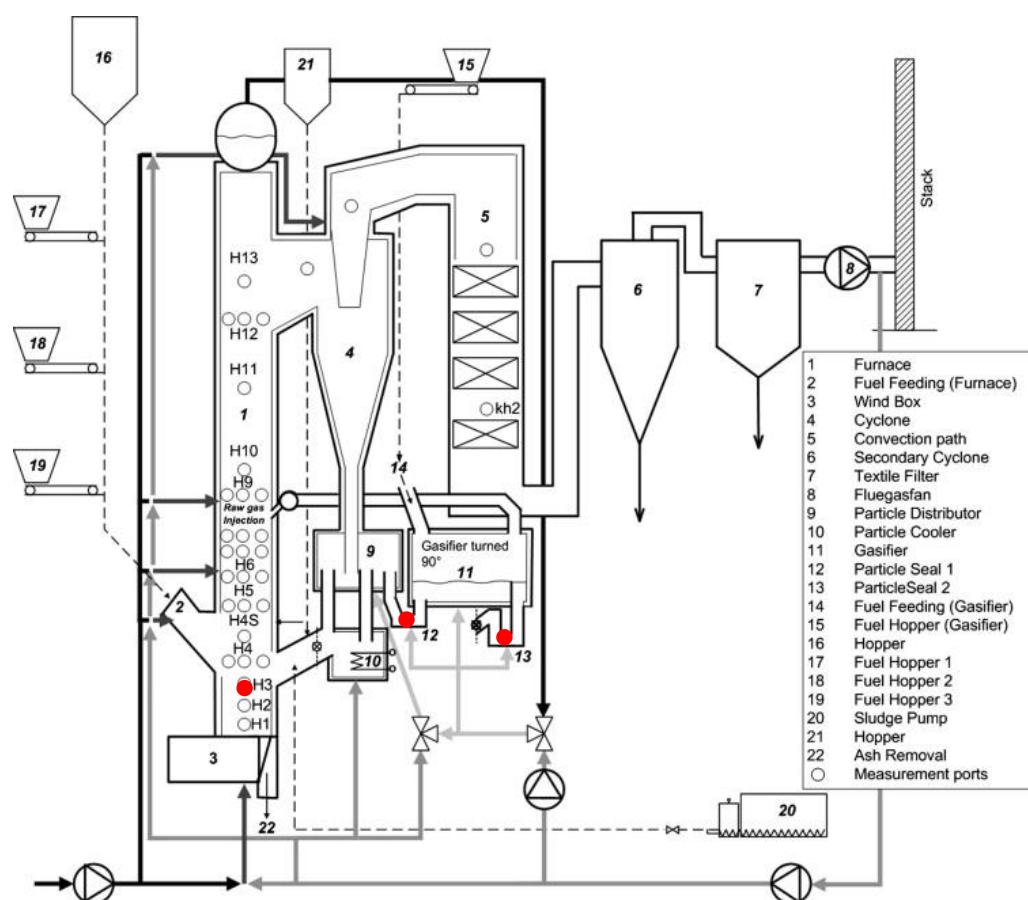 16
21
15
17
H13
5
Stack
6
7
8
H12
18
4
H11
1
kh2
H10
19
14
H9
Raw gas
Injection
9
Gasifier turned
90°
11
H6
H5
2
H4S
12
H4
10
13
H3
H2
H1
3
22
20
1 Furnace
2 Fuel Feeding (Furnace)
3 Wind Box
4 Cyclone
5 Convection path
6 Secondary Cyclone
7 Textile Filter
8 Fluegasfan
9 Particle Distributor
10 Particle Cooler
11 Gasifier
12 Particle Seal 1
13 ParticleSeal 2
14 Fuel Feeding (Gasifier)
15 Fuel Hopper (Gasifier)
16 Hopper
17 Fuel Hopper 1
18 Fuel Hopper 2
19 Fuel Hopper 3
20 Sludge Pump
21 Hopper
22 Ash Removal
Measurement ports